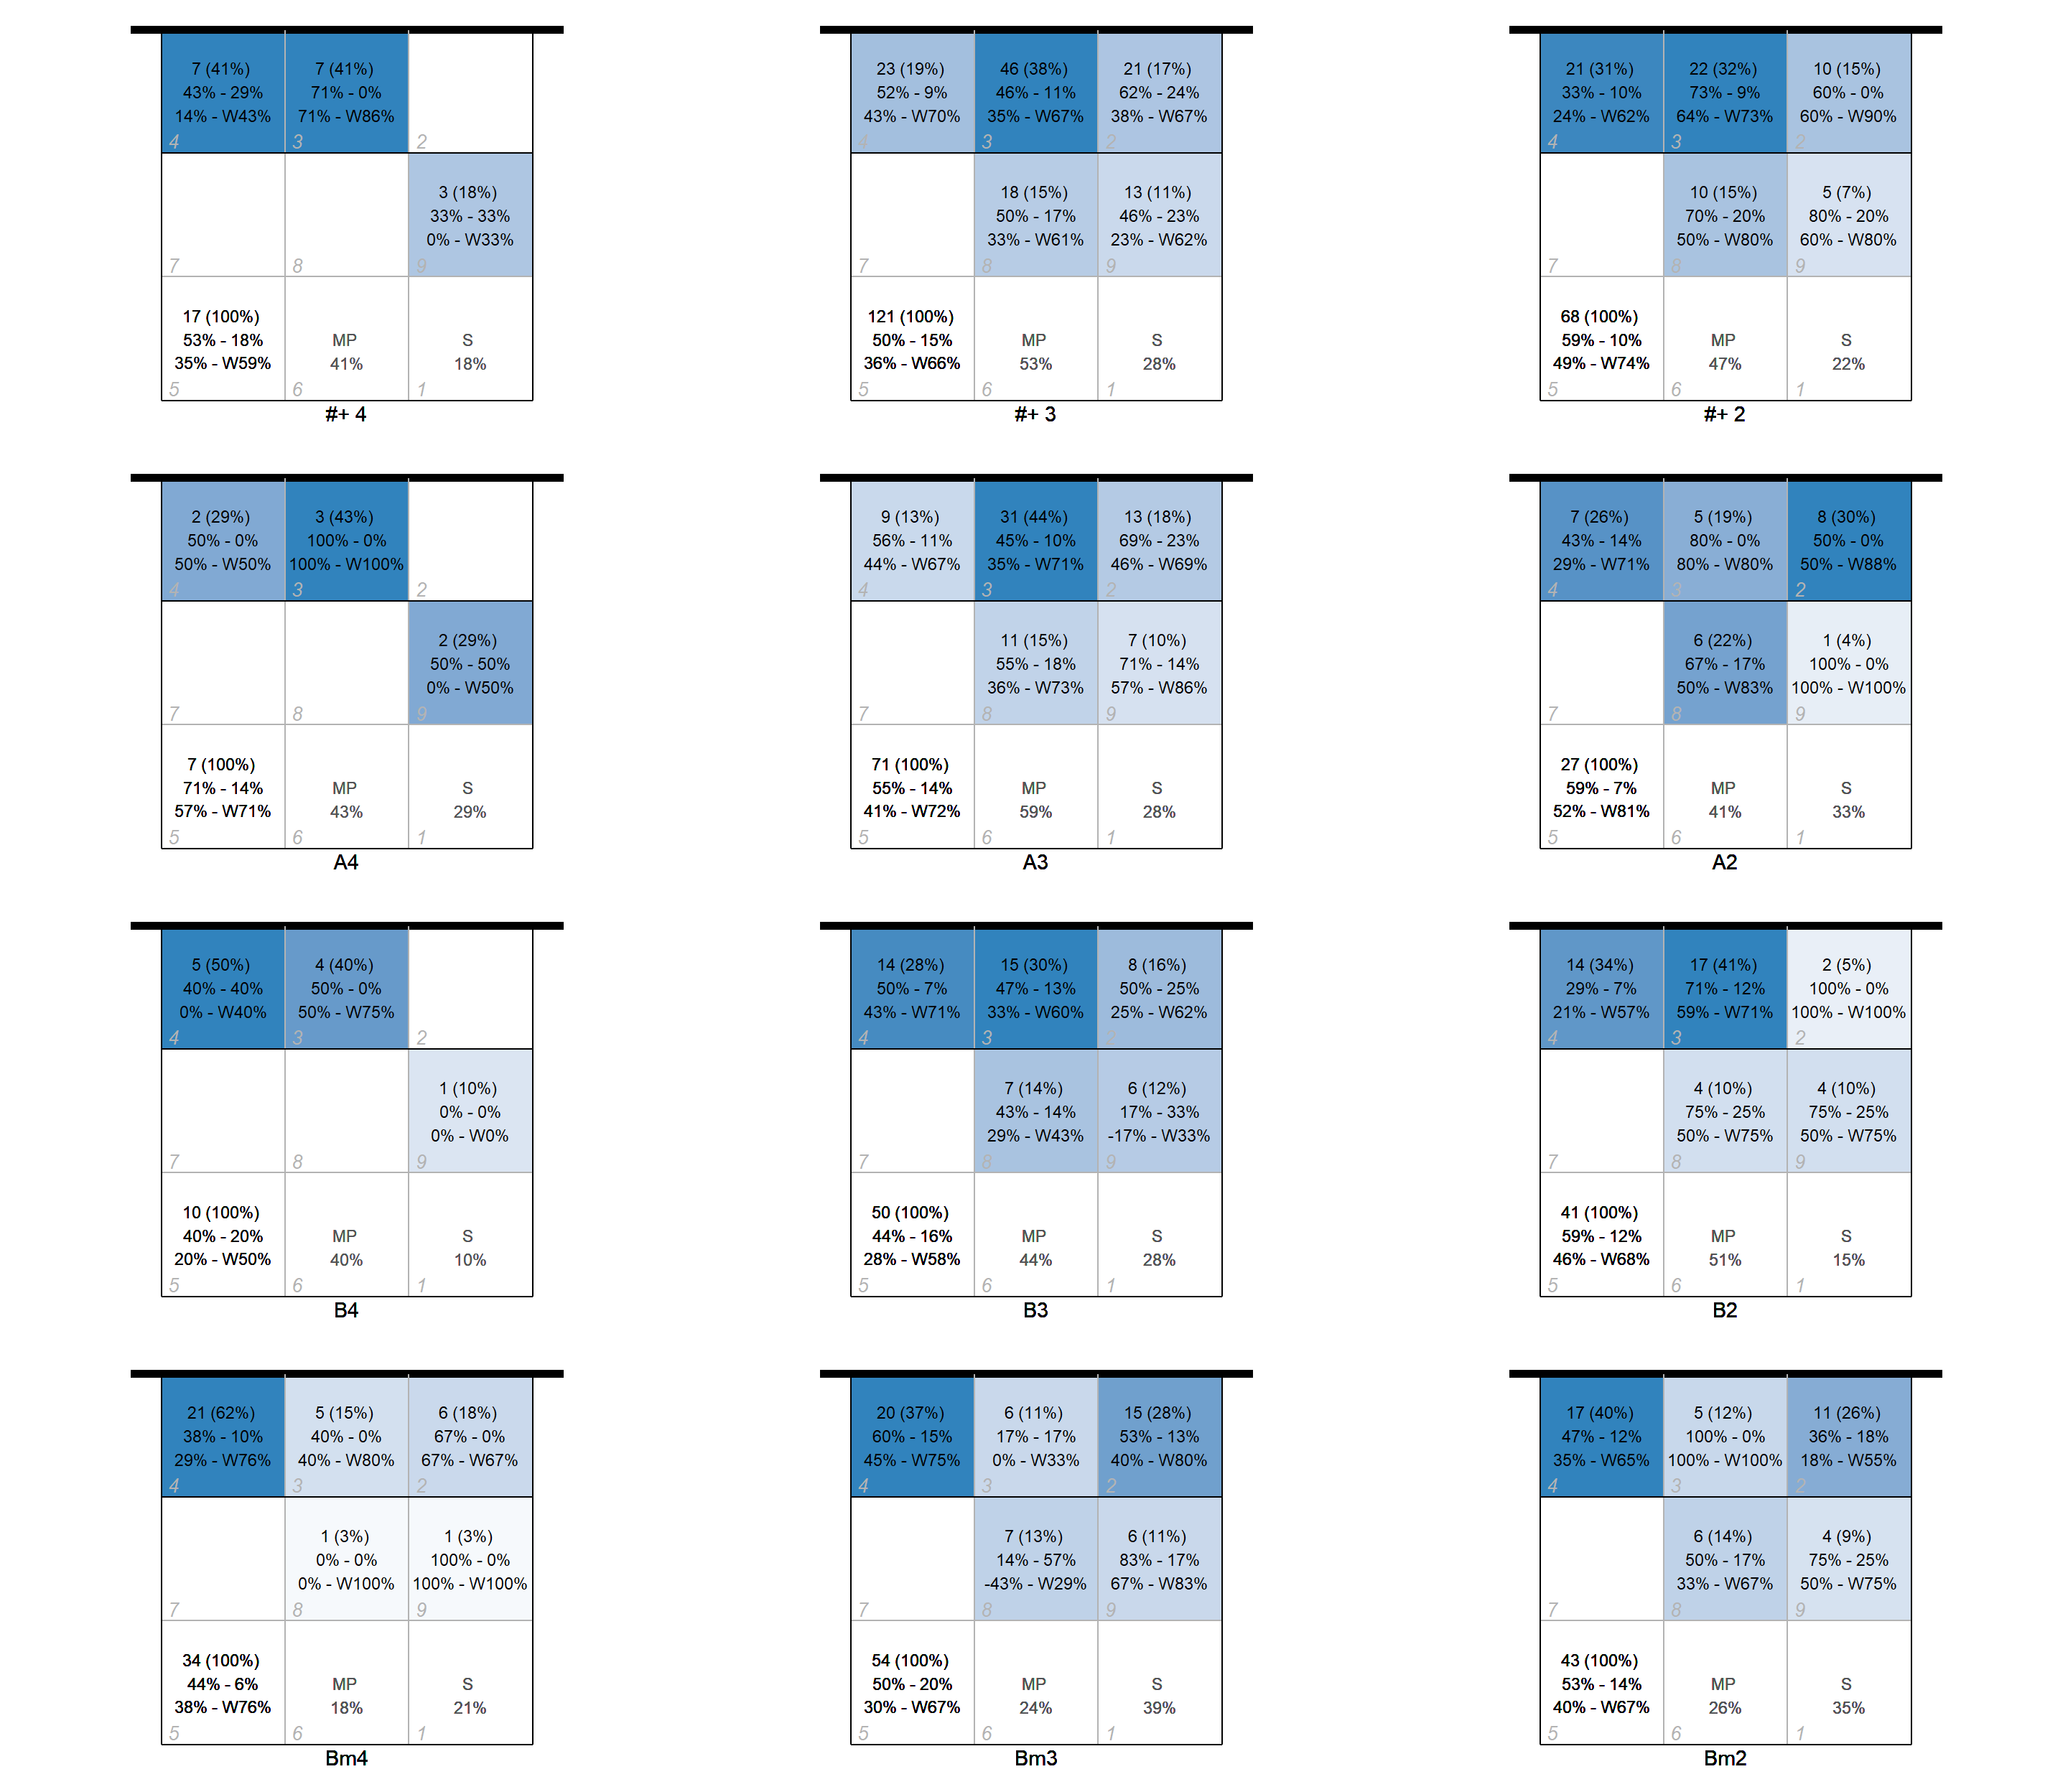 7 (41%)
43% - 29%
14% - W43%
4
7 (41%)
71% - 0%
71% - W86%
3
2
7
8
3 (18%)
33% - 33%
0% - W33%
9
17 (100%)
53% - 18%
35% - W59%
5
MP
41%
6
S
18%
1
#+ 4
23 (19%)
52% - 9%
43% - W70%
4
46 (38%)
46% - 11%
35% - W67%
3
21 (17%)
62% - 24%
38% - W67%
2
7
18 (15%)
50% - 17%
33% - W61%
8
13 (11%)
46% - 23%
23% - W62%
9
121 (100%)
50% - 15%
36% - W66%
5
MP
53%
6
S
28%
1
#+ 3
21 (31%)
33% - 10%
24% - W62%
4
22 (32%)
73% - 9%
64% - W73%
3
10 (15%)
60% - 0%
60% - W90%
2
7
10 (15%)
70% - 20%
50% - W80%
8
5 (7%)
80% - 20%
60% - W80%
9
68 (100%)
59% - 10%
49% - W74%
5
MP
47%
6
S
22%
1
#+ 2
2 (29%)
50% - 0%
50% - W50%
4
3 (43%)
100% - 0%
100% - W100%
3
2
7
8
2 (29%)
50% - 50%
0% - W50%
9
7 (100%)
71% - 14%
57% - W71%
5
MP
43%
6
S
29%
1
A4
9 (13%)
56% - 11%
44% - W67%
4
31 (44%)
45% - 10%
35% - W71%
3
13 (18%)
69% - 23%
46% - W69%
2
7
11 (15%)
55% - 18%
36% - W73%
8
7 (10%)
71% - 14%
57% - W86%
9
71 (100%)
55% - 14%
41% - W72%
5
MP
59%
6
S
28%
1
A3
7 (26%)
43% - 14%
29% - W71%
4
5 (19%)
80% - 0%
80% - W80%
3
8 (30%)
50% - 0%
50% - W88%
2
7
6 (22%)
67% - 17%
50% - W83%
8
1 (4%)
100% - 0%
100% - W100%
9
27 (100%)
59% - 7%
52% - W81%
5
MP
41%
6
S
33%
1
A2
5 (50%)
40% - 40%
0% - W40%
4
4 (40%)
50% - 0%
50% - W75%
3
2
7
8
1 (10%)
0% - 0%
0% - W0%
9
10 (100%)
40% - 20%
20% - W50%
5
MP
40%
6
S
10%
1
B4
14 (28%)
50% - 7%
43% - W71%
4
15 (30%)
47% - 13%
33% - W60%
3
8 (16%)
50% - 25%
25% - W62%
2
7
7 (14%)
43% - 14%
29% - W43%
8
6 (12%)
17% - 33%
-17% - W33%
9
50 (100%)
44% - 16%
28% - W58%
5
MP
44%
6
S
28%
1
B3
14 (34%)
29% - 7%
21% - W57%
4
17 (41%)
71% - 12%
59% - W71%
3
2 (5%)
100% - 0%
100% - W100%
2
7
4 (10%)
75% - 25%
50% - W75%
8
4 (10%)
75% - 25%
50% - W75%
9
41 (100%)
59% - 12%
46% - W68%
5
MP
51%
6
S
15%
1
B2
21 (62%)
38% - 10%
29% - W76%
4
5 (15%)
40% - 0%
40% - W80%
3
6 (18%)
67% - 0%
67% - W67%
2
7
1 (3%)
0% - 0%
0% - W100%
8
1 (3%)
100% - 0%
100% - W100%
9
34 (100%)
44% - 6%
38% - W76%
5
MP
18%
6
S
21%
1
Bm4
20 (37%)
60% - 15%
45% - W75%
4
6 (11%)
17% - 17%
0% - W33%
3
15 (28%)
53% - 13%
40% - W80%
2
7
7 (13%)
14% - 57%
-43% - W29%
8
6 (11%)
83% - 17%
67% - W83%
9
54 (100%)
50% - 20%
30% - W67%
5
MP
24%
6
S
39%
1
Bm3
17 (40%)
47% - 12%
35% - W65%
4
5 (12%)
100% - 0%
100% - W100%
3
11 (26%)
36% - 18%
18% - W55%
2
7
6 (14%)
50% - 17%
33% - W67%
8
4 (9%)
75% - 25%
50% - W75%
9
43 (100%)
53% - 14%
40% - W67%
5
MP
26%
6
S
35%
1
Bm2